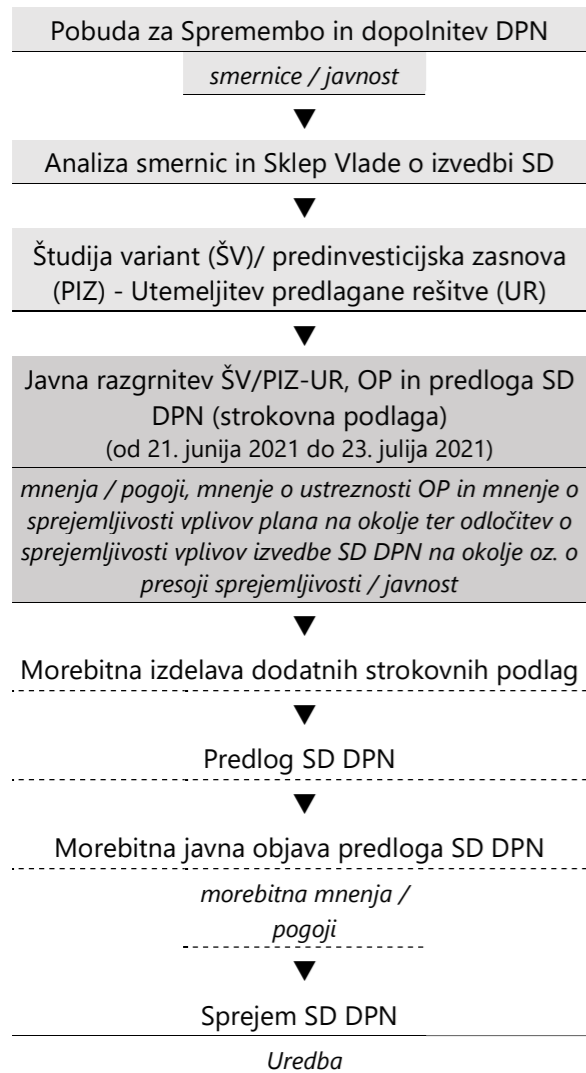 Pobuda za Spremembo in dopolnitev DPN
smernice / javnost
▼
Analiza smernic in Sklep Vlade o izvedbi SD
▼
Študija variant (ŠV)/ predinvesticijska zasnova
(PIZ) - Utemeljitev predlagane rešitve (UR)
▼
Javna razgrnitev ŠV/PIZ-UR, OP in predloga SD
DPN (strokovna podlaga)
(od 21. junija 2021 do 23. julija 2021)
mnenja / pogoji, mnenje o ustreznosti OP in mnenje o
sprejemljivosti vplivov plana na okolje ter odločitev o
sprejemljivosti vplivov izvedbe SD DPN na okolje oz. o
presoji sprejemljivosti / javnost
▼
Morebitna izdelava dodatnih strokovnih podlag
▼
Predlog SD DPN
▼
Morebitna javna objava predloga SD DPN
morebitna mnenja /
pogoji
▼
Sprejem SD DPN
Uredba